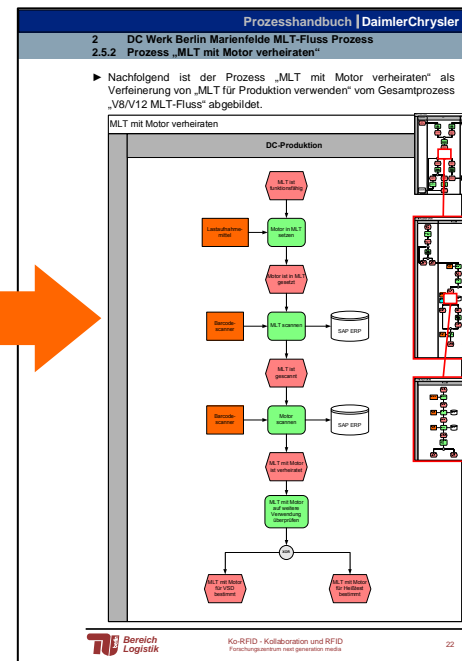 Prozesshandbuch | DaimlerChrysler
2 DC Werk Berlin Marienfelde MLT-Fluss Prozess
2.5.2 Prozess „MLT mit Motor verheiraten“
► Nachfolgend ist der Prozess „MLT mit Motor verheiraten“ als
Verfeinerung von „MLT für Produktion verwenden“ vom Gesamtprozess
„V8/V12 MLT-Fluss“ abgebildet.
MLT mit Motor verheiraten
DC-Produktion
MLT ist
funktionsfähig
Lastaufnahme-
mittel
Motor in MLT
setzen
Motor ist in MLT
gesetzt
Barcode-
scanner
MLT scannen
SAP ERP
MLT ist
gescannt
Barcode-
scanner
Motor
scannen
SAP ERP
MLT mit Motor
ist verheiratet
MLT mit Motor
auf weitere
Verwendung
überprüfen
XOR
MLT mit Motor
für VSD
bestimmt
MLT mit Motor
für Heißtest
bestimmt
Bereich
Logistik
Ko-RFID - Kollaboration und RFID
Forschungszentrum next generation media
22